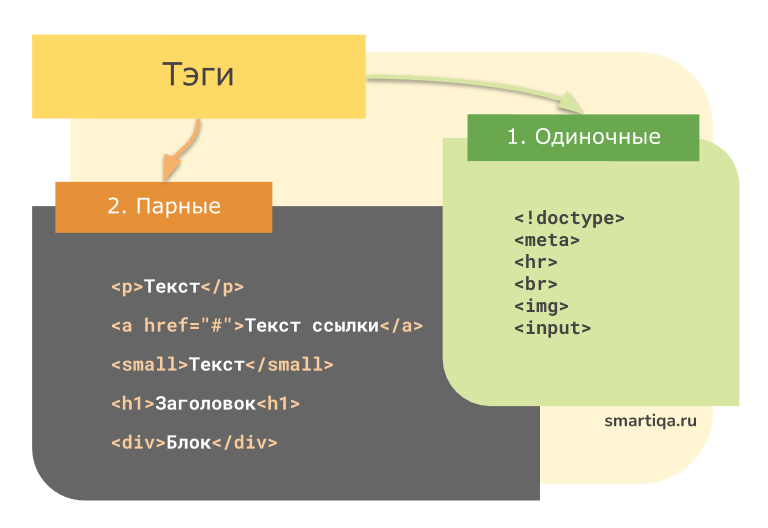 Тэги
1. Одиночные
<!doctype>
<meta>
<hr>
<br>
<img>
<input>
2. Парные
<p>Текст</p>
<a href="#">Текст ссылки</a>
<small>Текст</small>
<h1>Заголовок<h1>
<div>Блок</div>
smartiqa.ru